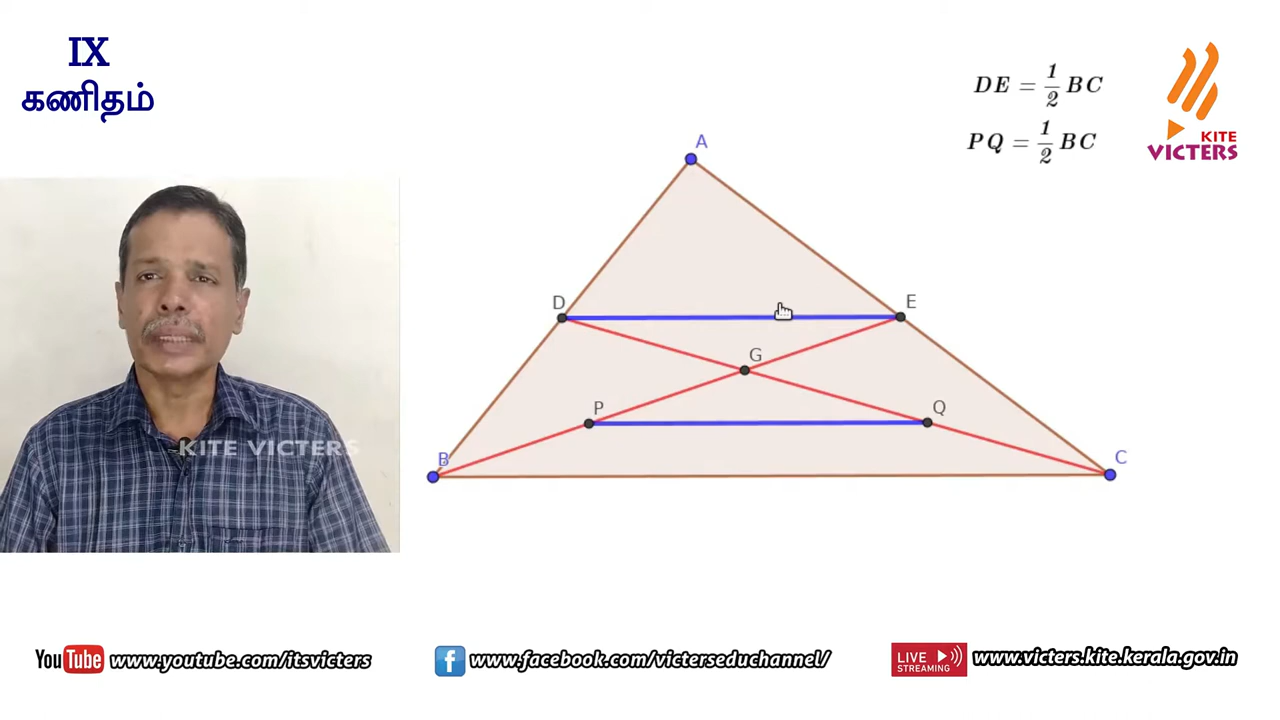 IX
கணிதம்
DE = 1/2 BC
PQ = 1/2 BC
KITE
VICTERS
A
D
E
G
P
Q
B
C
KITE VICTERS
YouTube www.youtube.com/itsvicters
f www.facebook.com/victerseduchannel/
LIVE STREAMING www.victers.kite.kerala.gov.in